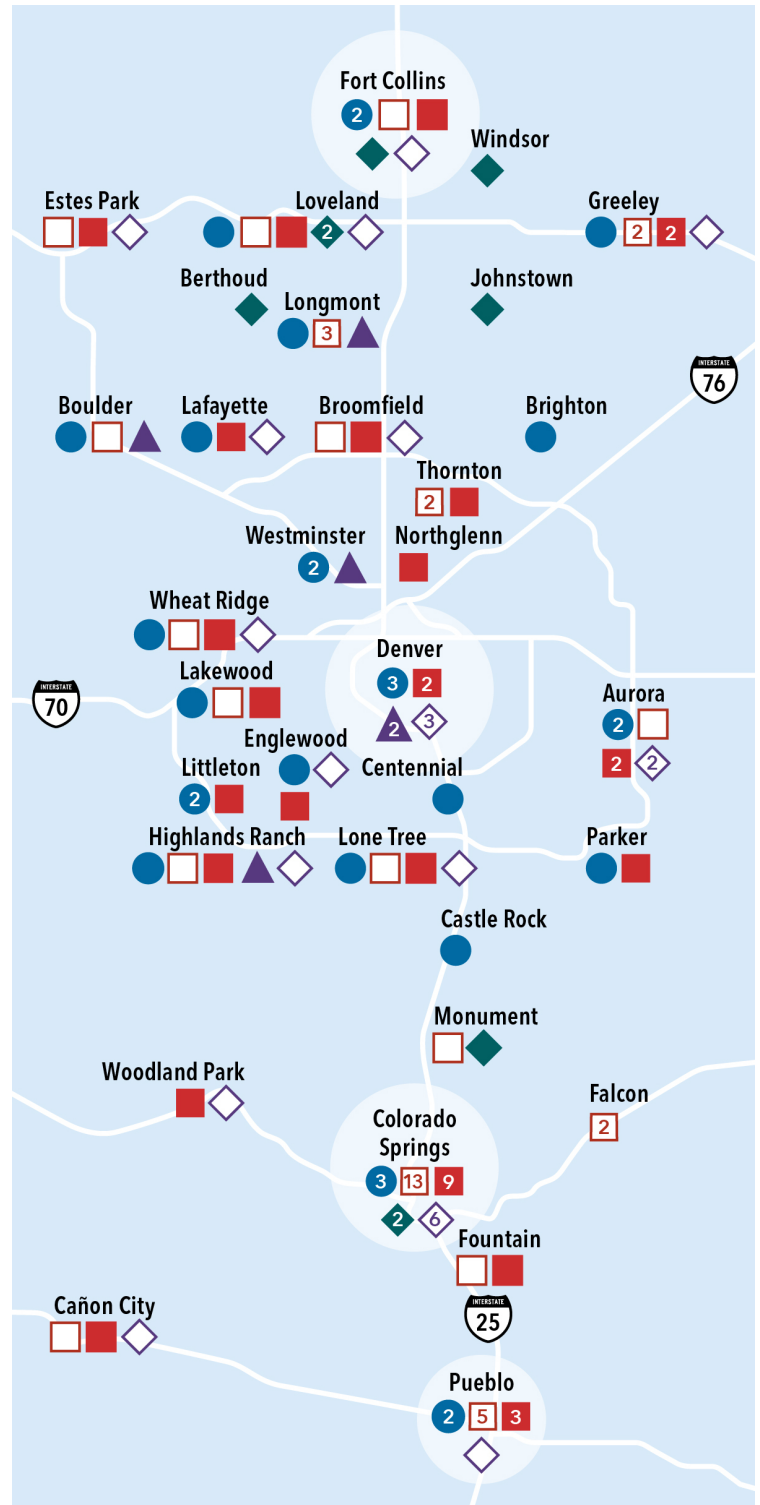 Fort Collins
2
Windsor
Estes Park
Loveland
2
Greeley
2 2
Berthoud
Johnstown
Longmont
3
INTERSTATE
76
Boulder
Lafayette
Broomfield
Brighton
Thornton
2
Westminster
2
Northglenn
Wheat Ridge
Denver
3 2
2 3
Lakewood
INTERSTATE
70
Aurora
2
2 2
Englewood
Littleton
2
Centennial
Highlands Ranch
Lone Tree
Parker
Castle Rock
Monument
Woodland Park
Falcon
2
Colorado
Springs
3 13 9
2 6
Fountain
INTERSTATE
25
Cañon City
Pueblo
2 5 3